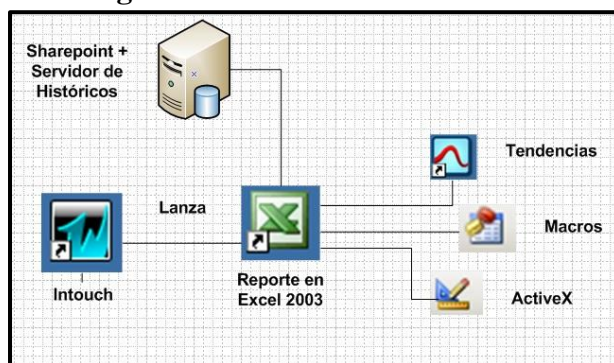 Sharepoint +
Servidor de
Históricos
Tendencias
Lanza
Macros
Reporte en
Excel 2003
Intouch
ActiveX